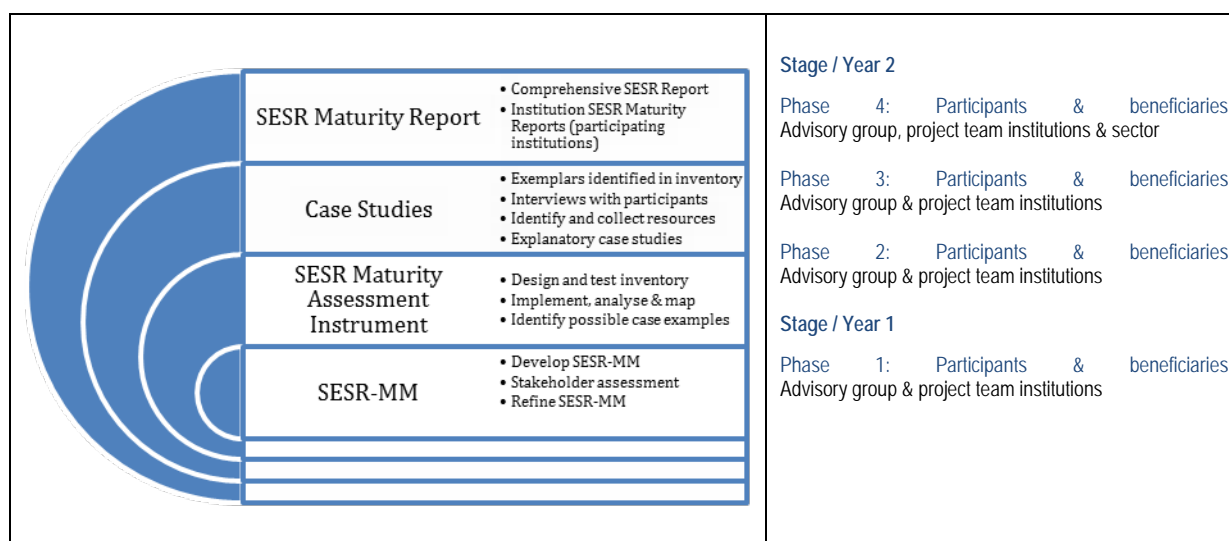 SESR Maturity Report
• Comprehensive SESR Report
• Institution SESR Maturity
Reports (participating
institutions)
Case Studies
• Exemplars identified in inventory
• Interviews with participants
• Identify and collect resources
• Explanatory case studies
SESR Maturity
Assessment
Instrument
• Design and test inventory
• Implement, analyse & map
• Identify possible case examples
SESR-MM
• Develop SESR-MM
• Stakeholder assessment
• Refine SESR-MM
Stage / Year 2
Phase 4: Participants & beneficiaries
Advisory group, project team institutions & sector
Phase 3: Participants & beneficiaries
Advisory group & project team institutions
Phase 2: Participants & beneficiaries
Advisory group & project team institutions
Stage / Year 1
Phase 1: Participants & beneficiaries
Advisory group & project team institutions